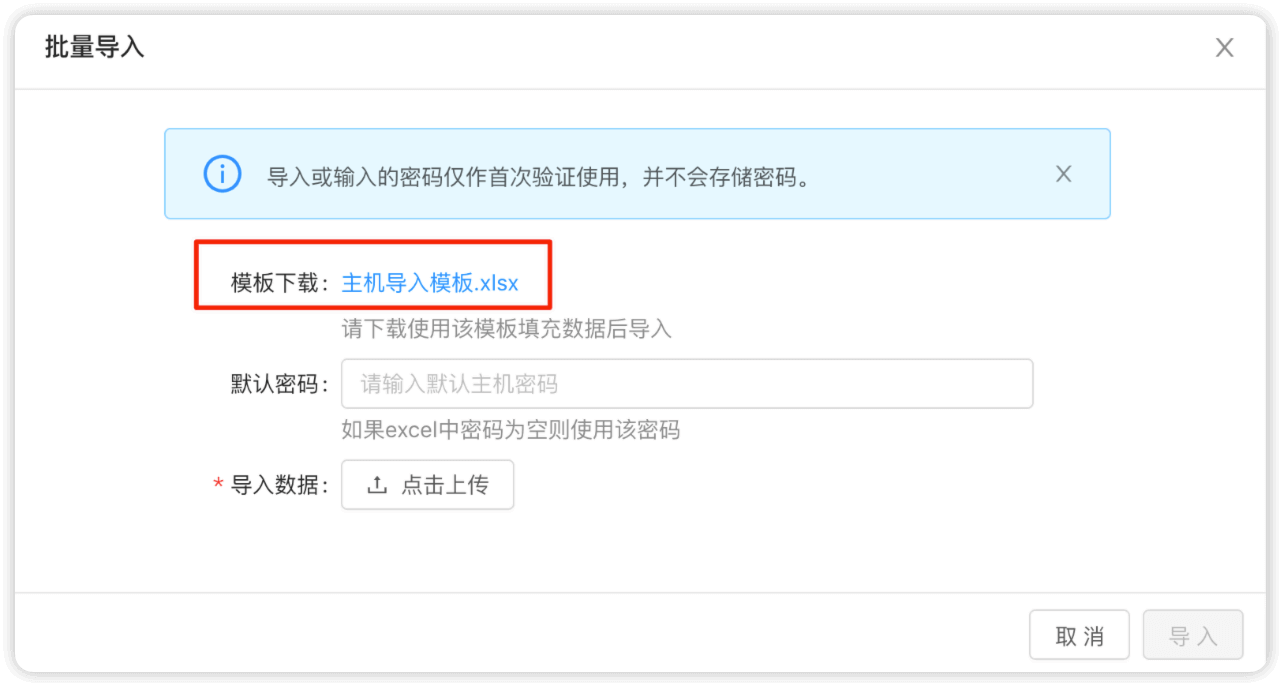 批量导入
导入或输入的密码仅作首次验证使用，并不会存储密码。
模板下载：主机导入模板.xlsx
请下载使用该模板填充数据后导入
默认密码：请输入默认主机密码
如果excel中密码为空则使用该密码
* 导入数据：点击上传
取 消 导 入